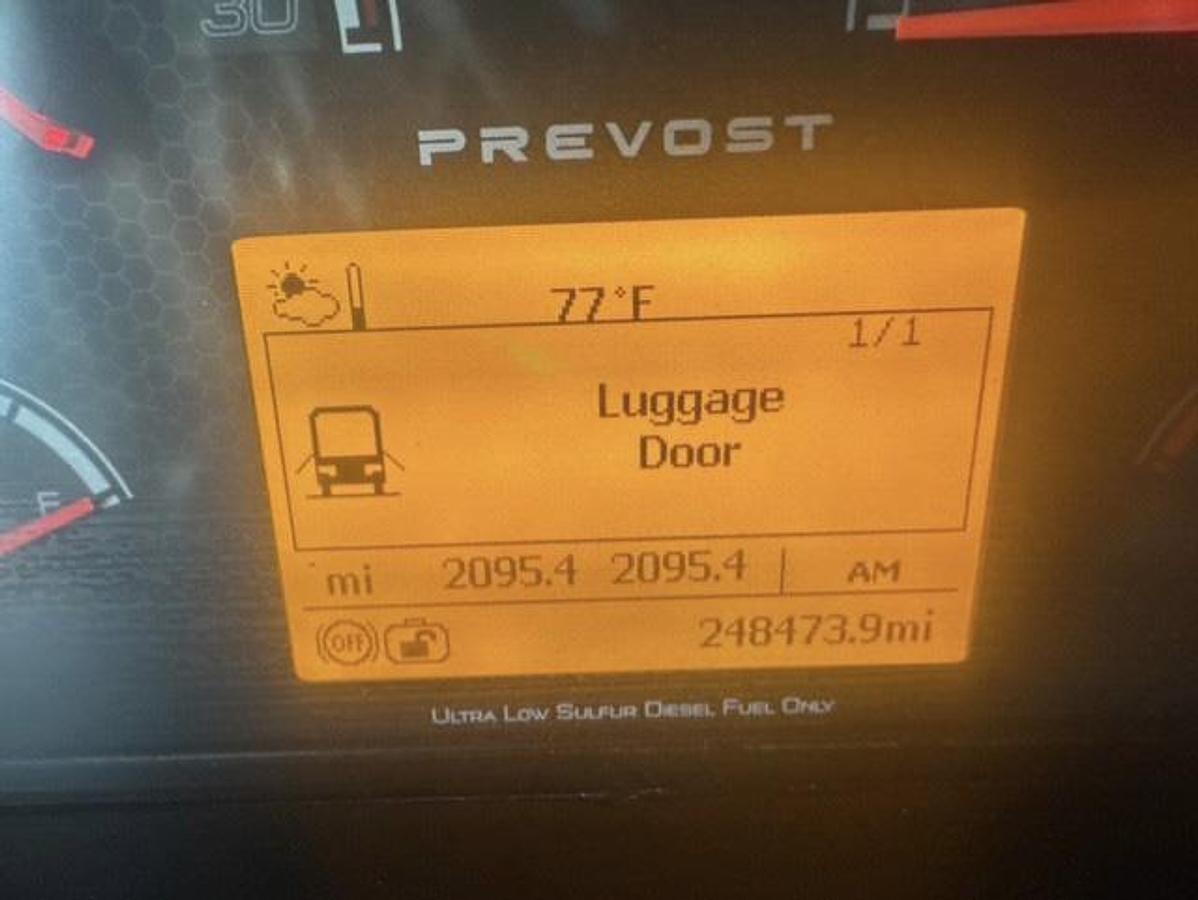 30
PREVOST
77°F
1/1
Luggage
Door
mi 2095.4 2095.4 AM
OFF 248473.9mi
F
ULTRA LOW SULFUR DIESEL FUEL ONLY